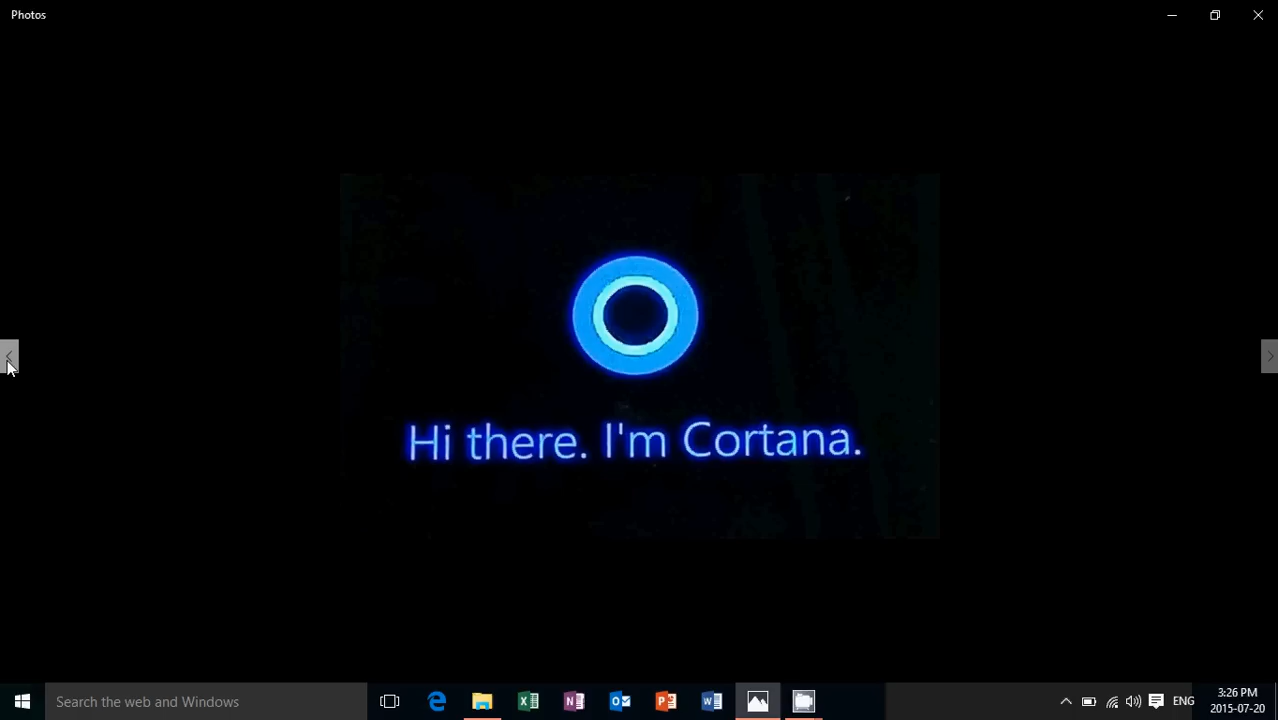 Photos
Hi there. I'm Cortana.
Search the web and Windows
ENG
3:26 PM
2015-07-20